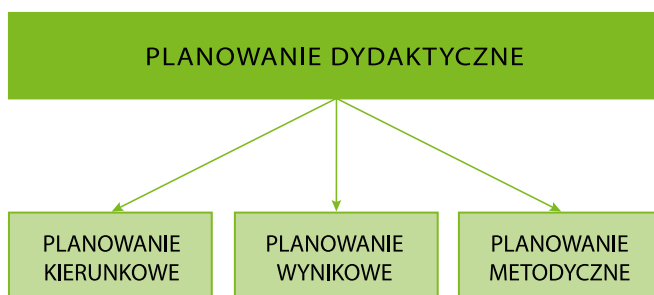 PLANOWANIE DYDAKTYCZNE
PLANOWANIE
KIERUNKOWE
PLANOWANIE
WYNIKOWE
PLANOWANIE
METODYCZNE